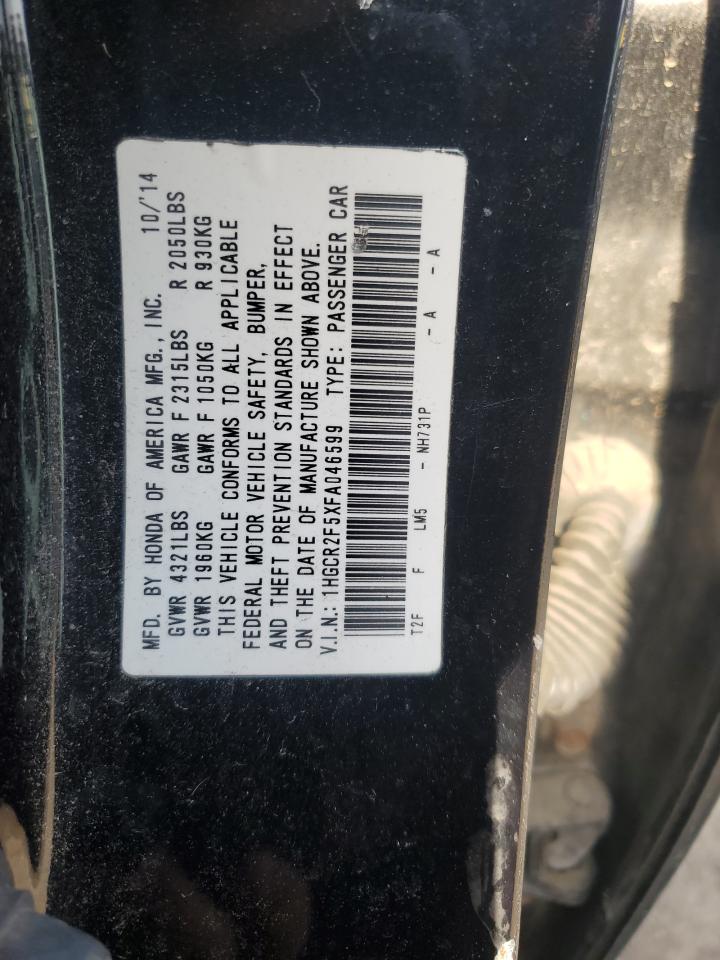 MFD. BY HONDA OF AMERICA MFG., INC. 10/'14
GVWR 4321LBS GAWR F 2315LBS R 2050LBS
GVWR 1960KG GAWR F 1050KG R 930KG
THIS VEHICLE CONFORMS TO ALL APPLICABLE
FEDERAL MOTOR VEHICLE SAFETY, BUMPER,
AND THEFT PREVENTION STANDARDS IN EFFECT
ON THE DATE OF MANUFACTURE SHOWN ABOVE.
V.I.N.: 1HGCR2F5XFA046599 TYPE: PASSENGER CAR
T2F F LM5 - NH731P - A - A